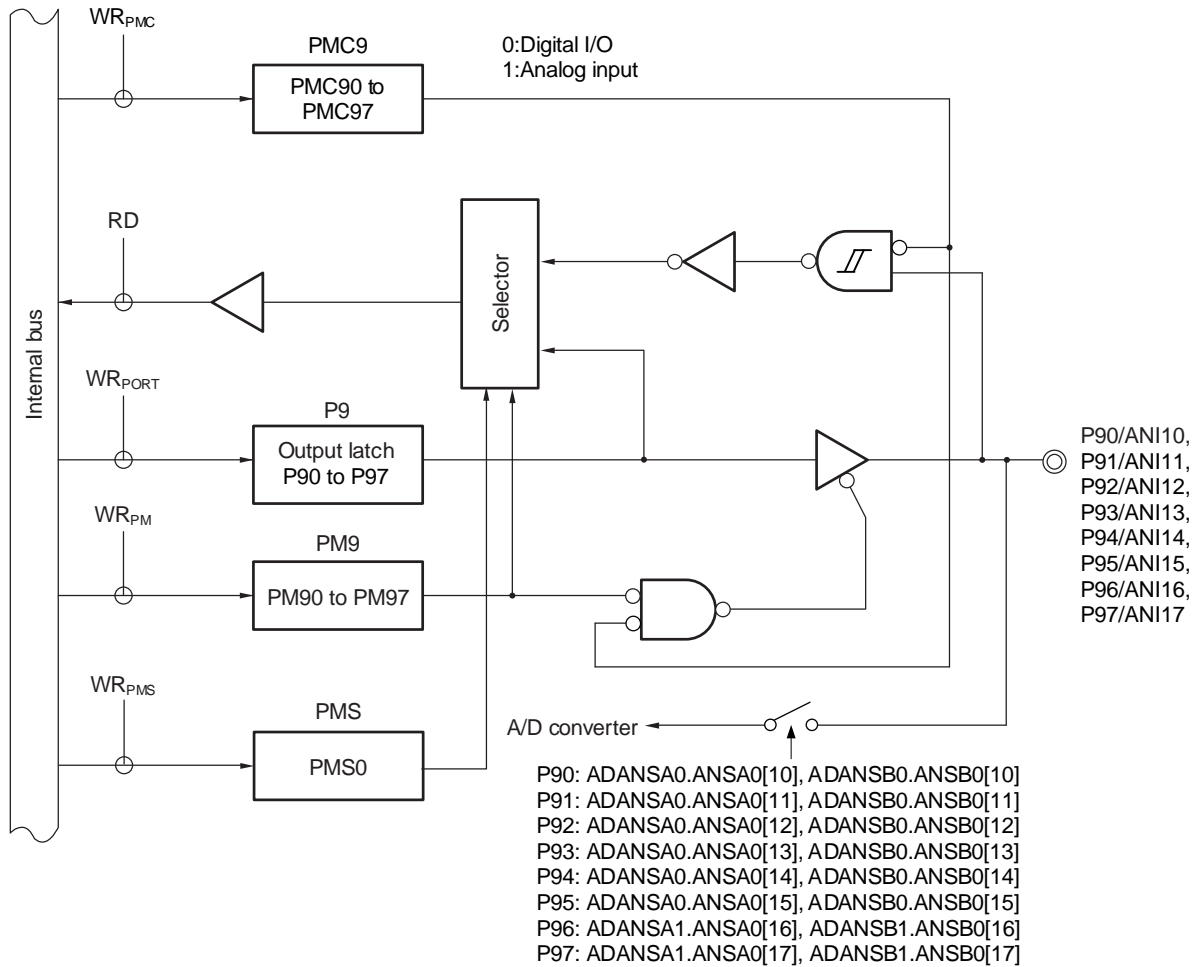 WRPMC
PMC9
0:Digital I/O
1:Analog input
PMC90 to
PMC97
RD
Selector
Internal bus
WRPORT
P9
Output latch
P90 to P97
WRPM
PM9
PM90 to PM97
P90/ANI10,
P91/ANI11,
P92/ANI12,
P93/ANI13,
P94/ANI14,
P95/ANI15,
P96/ANI16,
P97/ANI17
WRPMS
PMS
PMS0
A/D converter
P90: ADANSA0.ANSA0[10], ADANSB0.ANSB0[10]
P91: ADANSA0.ANSA0[11], ADANSB0.ANSB0[11]
P92: ADANSA0.ANSA0[12], ADANSB0.ANSB0[12]
P93: ADANSA0.ANSA0[13], ADANSB0.ANSB0[13]
P94: ADANSA0.ANSA0[14], ADANSB0.ANSB0[14]
P95: ADANSA0.ANSA0[15], ADANSB0.ANSB0[15]
P96: ADANSA1.ANSA0[16], ADANSB1.ANSB0[16]
P97: ADANSA1.ANSA0[17], ADANSB1.ANSB0[17]